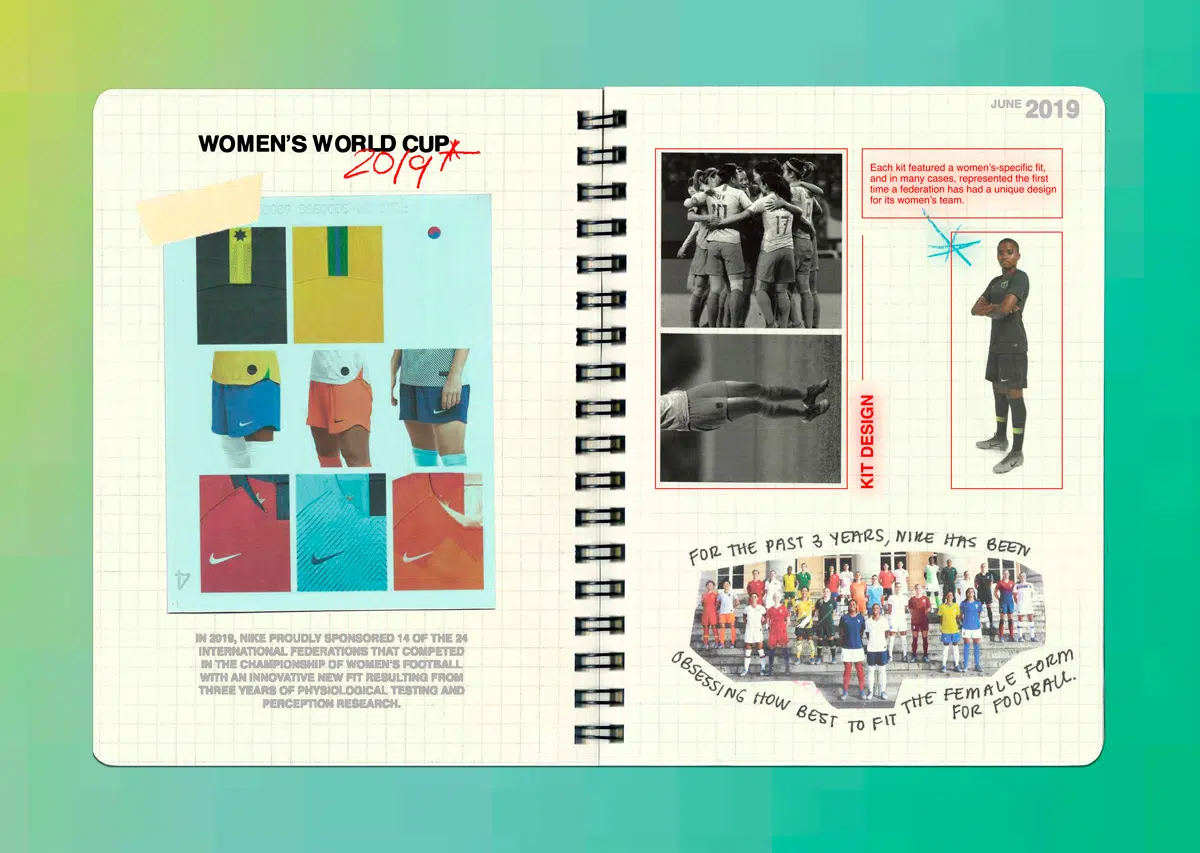 WOMEN'S WORLD CUP
2019*
4
IN 2019, NIKE PROUDLY SPONSORED 14 OF THE 24
INTERNATIONAL FEDERATIONS THAT COMPETED
IN THE CHAMPIONSHIP OF WOMEN'S FOOTBALL
WITH AN INNOVATIVE NEW FIT RESULTING FROM
THREE YEARS OF PHYSIOLOGICAL TESTING AND
PERCEPTION RESEARCH.
JUNE 2019
17
Each kit featured a women's-specific fit,
and in many cases, represented the first
time a federation has had a unique design
for its women's team.
KIT DESIGN
FOR THE PAST 3 YEARS, NIKE HAS BEEN
OBSESSING HOW BEST TO FIT THE FEMALE FORM
FOR FOOTBALL.